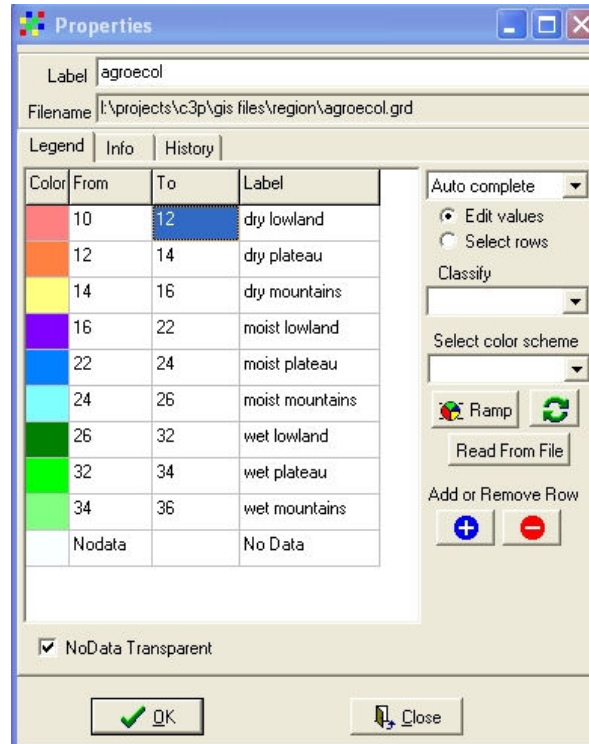 Properties
Label agroecol
Filename I:\projects\c3p\gis files\region\agroecol.grd
Legend Info History
Color From To Label
10 12 dry lowland
12 14 dry plateau
14 16 dry mountains
16 22 moist lowland
22 24 moist plateau
24 26 moist mountains
26 32 wet lowland
32 34 wet plateau
34 36 wet mountains
Nodata No Data
Auto complete
Edit values
Select rows
Classify
Select color scheme
Ramp
Read From File
Add or Remove Row
NoData Transparent
OK Close